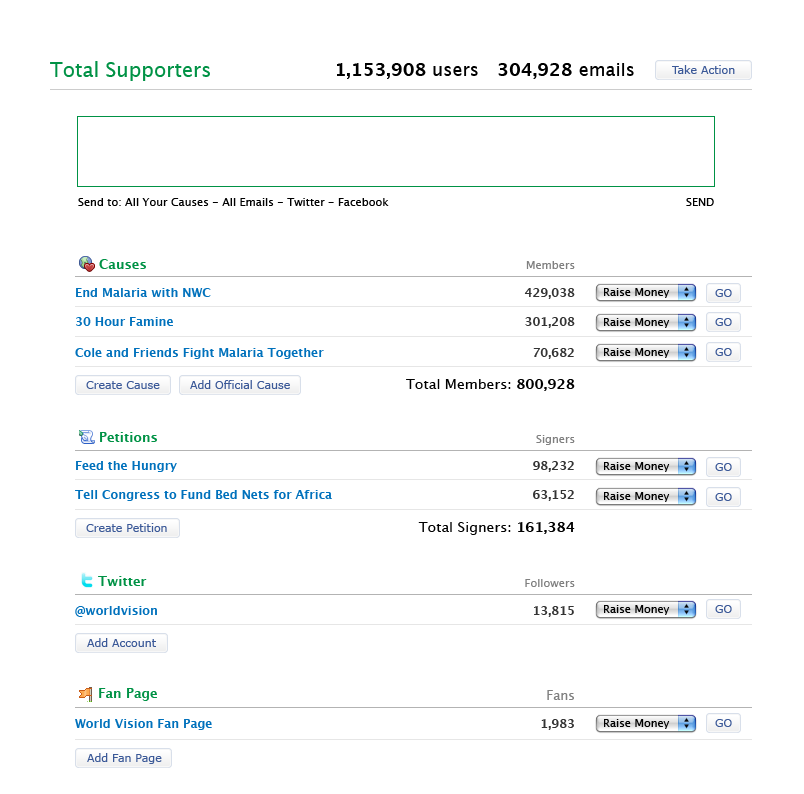 Total Supporters 1,153,908 users 304,928 emails Take Action
Send to: All Your Causes – All Emails – Twitter – Facebook SEND
Causes Members
End Malaria with NWC 429,038 Raise Money GO
30 Hour Famine 301,208 Raise Money GO
Cole and Friends Fight Malaria Together 70,682 Raise Money GO
Create Cause Add Official Cause Total Members: 800,928
Petitions Signers
Feed the Hungry 98,232 Raise Money GO
Tell Congress to Fund Bed Nets for Africa 63,152 Raise Money GO
Create Petition Total Signers: 161,384
Twitter Followers
@worldvision 13,815 Raise Money GO
Add Account
Fan Page Fans
World Vision Fan Page 1,983 Raise Money GO
Add Fan Page